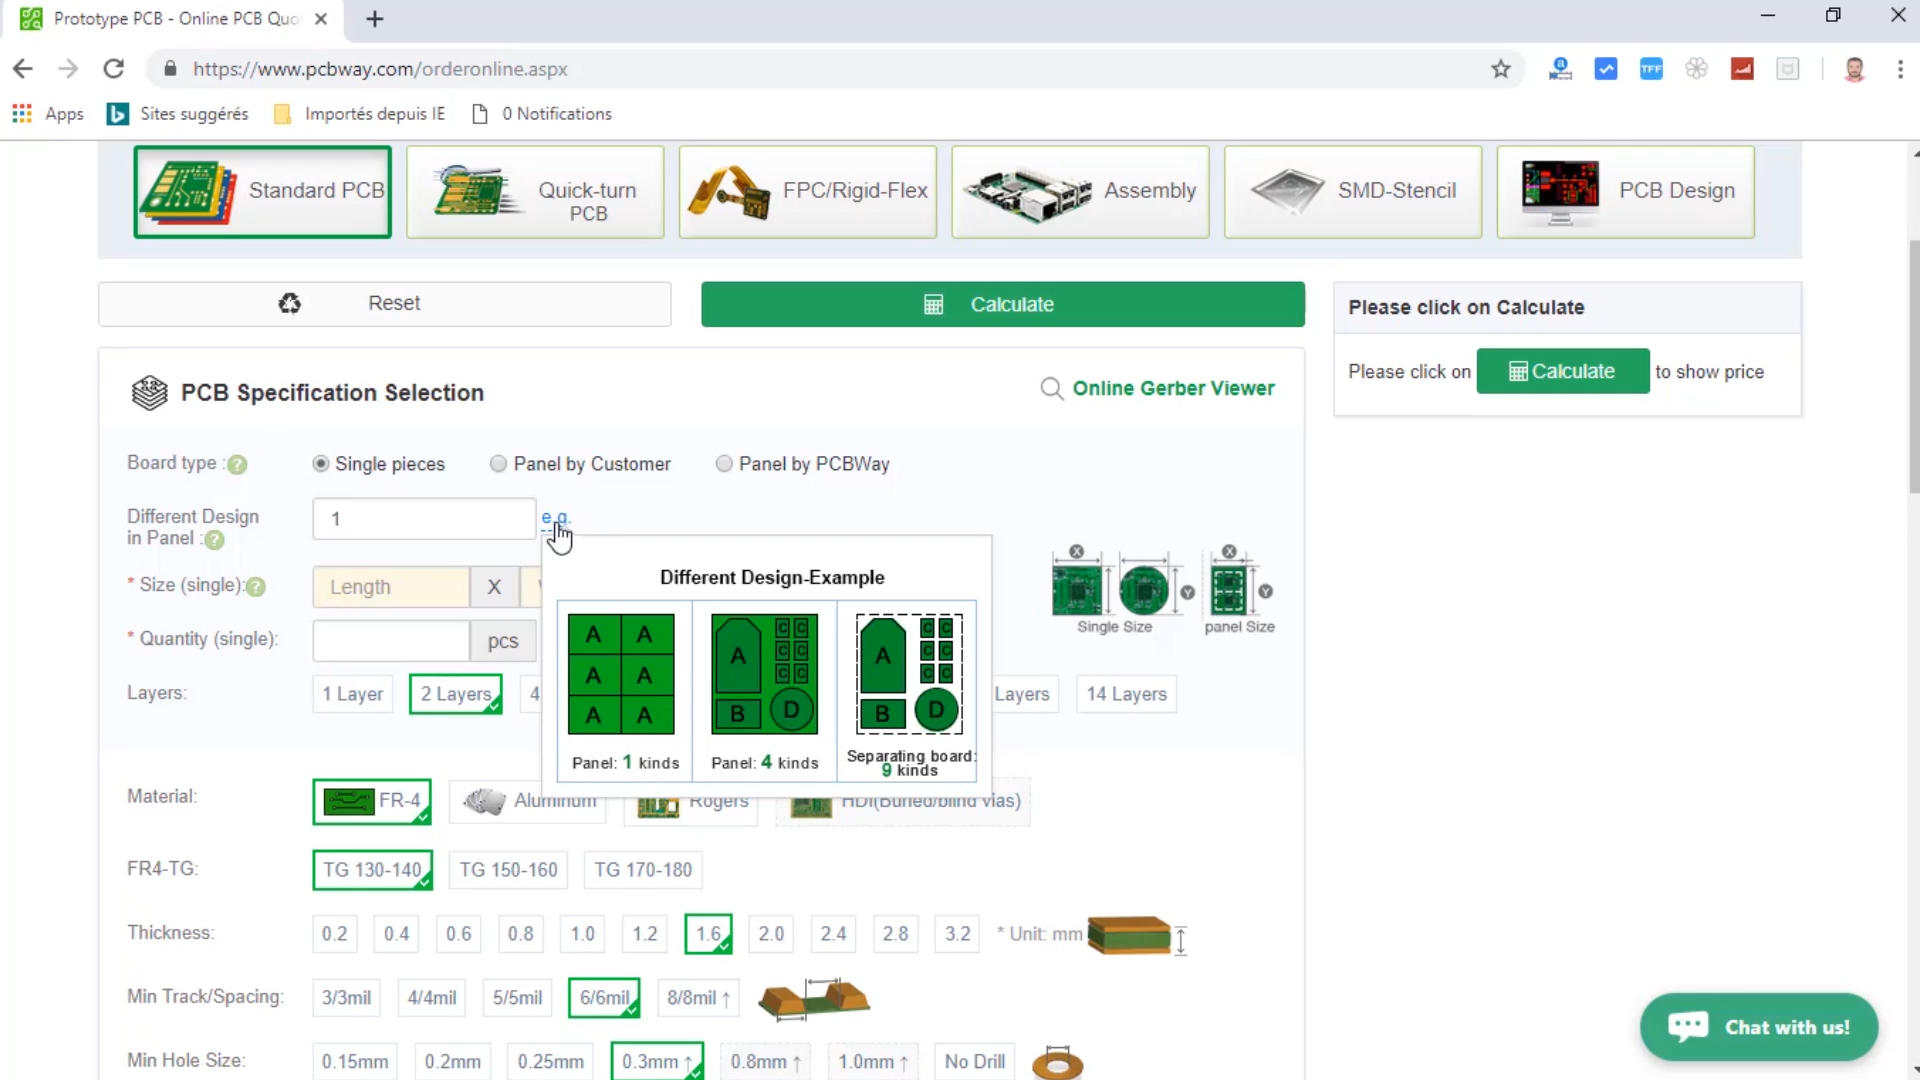 Prototype PCB - Online PCB Quo
https://www.pcbway.com/orderonline.aspx
TFF
Apps
Sites suggérés
Importés depuis IE
0 Notifications
Standard PCB
Quick-turn
PCB
FPC/Rigid-Flex
Assembly
SMD-Stencil
PCB Design
Reset
Calculate
Please click on Calculate
Please click on Calculate to show price
PCB Specification Selection
Online Gerber Viewer
Board type :?
Single pieces
Panel by Customer
Panel by PCBWay
Different Design
in Panel :?
1
e.g.
* Size (single):?
Length
X
Different Design-Example
A A
A A
A A
A
C C
C C
C C
B
D
A
C C
C C
C C
B
D
Panel: 1 kinds
Panel: 4 kinds
Separating board:
9 kinds
X
X
Y
Y
Single Size
panel Size
* Quantity (single):
pcs
Layers:
1 Layer
2 Layers
4
Layers
14 Layers
Material:
FR-4
Aluminum
Rogers
HDI(Buried/blind vias)
FR4-TG:
TG 130-140
TG 150-160
TG 170-180
Thickness:
0.2
0.4
0.6
0.8
1.0
1.2
1.6
2.0
2.4
2.8
3.2
* Unit: mm
Min Track/Spacing:
3/3mil
4/4mil
5/5mil
6/6mil
8/8mil ↑
Min Hole Size:
0.15mm
0.2mm
0.25mm
0.3mm ↑
0.8mm ↑
1.0mm ↑
No Drill
Chat with us!